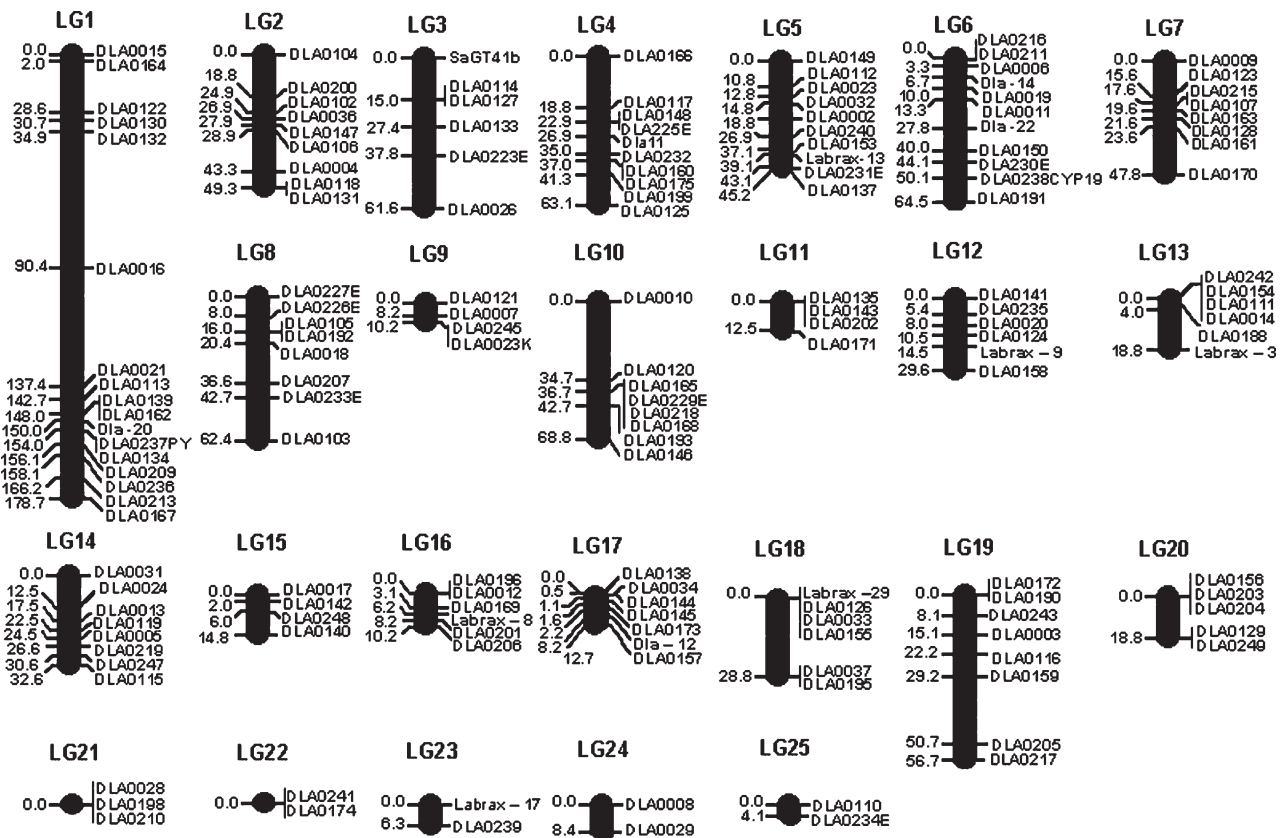 LG1
0.0 DLA0015
2.0 DLA0164
28.6 DLA0122
30.7 DLA0130
34.9 DLA0132
90.4 DLA0016
DLA0021
137.4 DLA0113
142.7 DLA0139
148.0 DLA0162
150.0 Dla-20
154.0 DLA0237PY
156.1 DLA0134
158.1 DLA0209
166.2 DLA0236
178.7 DLA0213
DLA0167
LG2
0.0 DLA0104
18.8 DLA0200
24.9 DLA0102
26.9 DLA0036
27.9 DLA0147
28.9 DLA0106
43.3 DLA0004
49.3 DLA0118
DLA0131
LG3
0.0 SaGT41b
DLA0114
15.0 DLA0127
27.4 DLA0133
37.8 DLA0223E
61.6 DLA0026
LG4
0.0 DLA0166
18.8 DLA0117
22.9 DLA0148
DLA225E
26.9 Dla11
35.0 DLA0232
37.0 DLA0160
41.3 DLA0175
DLA0199
63.1 DLA0125
LG5
0.0 DLA0149
10.8 DLA0112
12.8 DLA0023
14.8 DLA0032
18.8 DLA0002
26.9 DLA0240
37.1 DLA0153
39.1 Labrax-13
43.1 DLA0231E
45.2 DLA0137
LG6
DLA0216
0.0 DLA0211
3.3 DLA0006
6.7 Dla-14
10.0 DLA0019
13.3 DLA0011
27.8 Dla-22
40.0 DLA0150
44.1 DLA230E
50.1 DLA0238CYP19
64.5 DLA0191
LG7
0.0 DLA0009
15.6 DLA0123
17.6 DLA0215
19.6 DLA0107
21.6 DLA0163
23.6 DLA0128
DLA0161
47.8 DLA0170
LG8
0.0 DLA0227E
8.0 DLA0226E
16.0 DLA0105
DLA0192
20.4 DLA0018
36.6 DLA0207
42.7 DLA0233E
62.4 DLA0103
LG9
0.0 DLA0121
8.2 DLA0007
10.2 DLA0245
DLA0023K
LG10
0.0 DLA0010
34.7 DLA0120
36.7 DLA0165
DLA0229E
42.7 DLA0218
DLA0168
68.8 DLA0193
DLA0146
LG11
0.0 DLA0135
DLA0143
DLA0202
12.5 DLA0171
LG12
0.0 DLA0141
5.4 DLA0235
8.0 DLA0020
10.5 DLA0124
14.5 Labrax – 9
29.6 DLA0158
LG13
DLA0242
0.0 DLA0154
4.0 DLA0111
DLA0014
DLA0188
18.8 Labrax – 3
LG14
0.0 DLA0031
12.5 DLA0024
17.5 DLA0013
22.5 DLA0119
24.5 DLA0005
26.6 DLA0219
30.6 DLA0247
32.6 DLA0115
LG15
0.0 DLA0017
2.0 DLA0142
6.0 DLA0248
14.8 DLA0140
LG16
0.0 DLA0196
3.1 DLA0012
6.2 DLA0169
8.2 Labrax – 8
10.2 DLA0201
DLA0206
LG17
0.0 DLA0138
0.5 DLA0034
1.1 DLA0144
1.6 DLA0145
2.2 DLA0173
8.2 Dla – 12
12.7 DLA0157
LG18
0.0 Labrax –29
DLA0126
DLA0033
DLA0155
28.8 DLA0037
DLA0195
LG19
0.0 DLA0172
DLA0190
8.1 DLA0243
15.1 DLA0003
22.2 DLA0116
29.2 DLA0159
50.7 DLA0205
56.7 DLA0217
LG20
0.0 DLA0156
DLA0203
DLA0204
18.8 DLA0129
DLA0249
LG21
DLA0028
0.0 DLA0198
DLA0210
LG22
0.0 DLA0241
DLA0174
LG23
0.0 Labrax – 17
6.3 DLA0239
LG24
0.0 DLA0008
8.4 DLA0029
LG25
0.0 DLA0110
4.1 DLA0234E